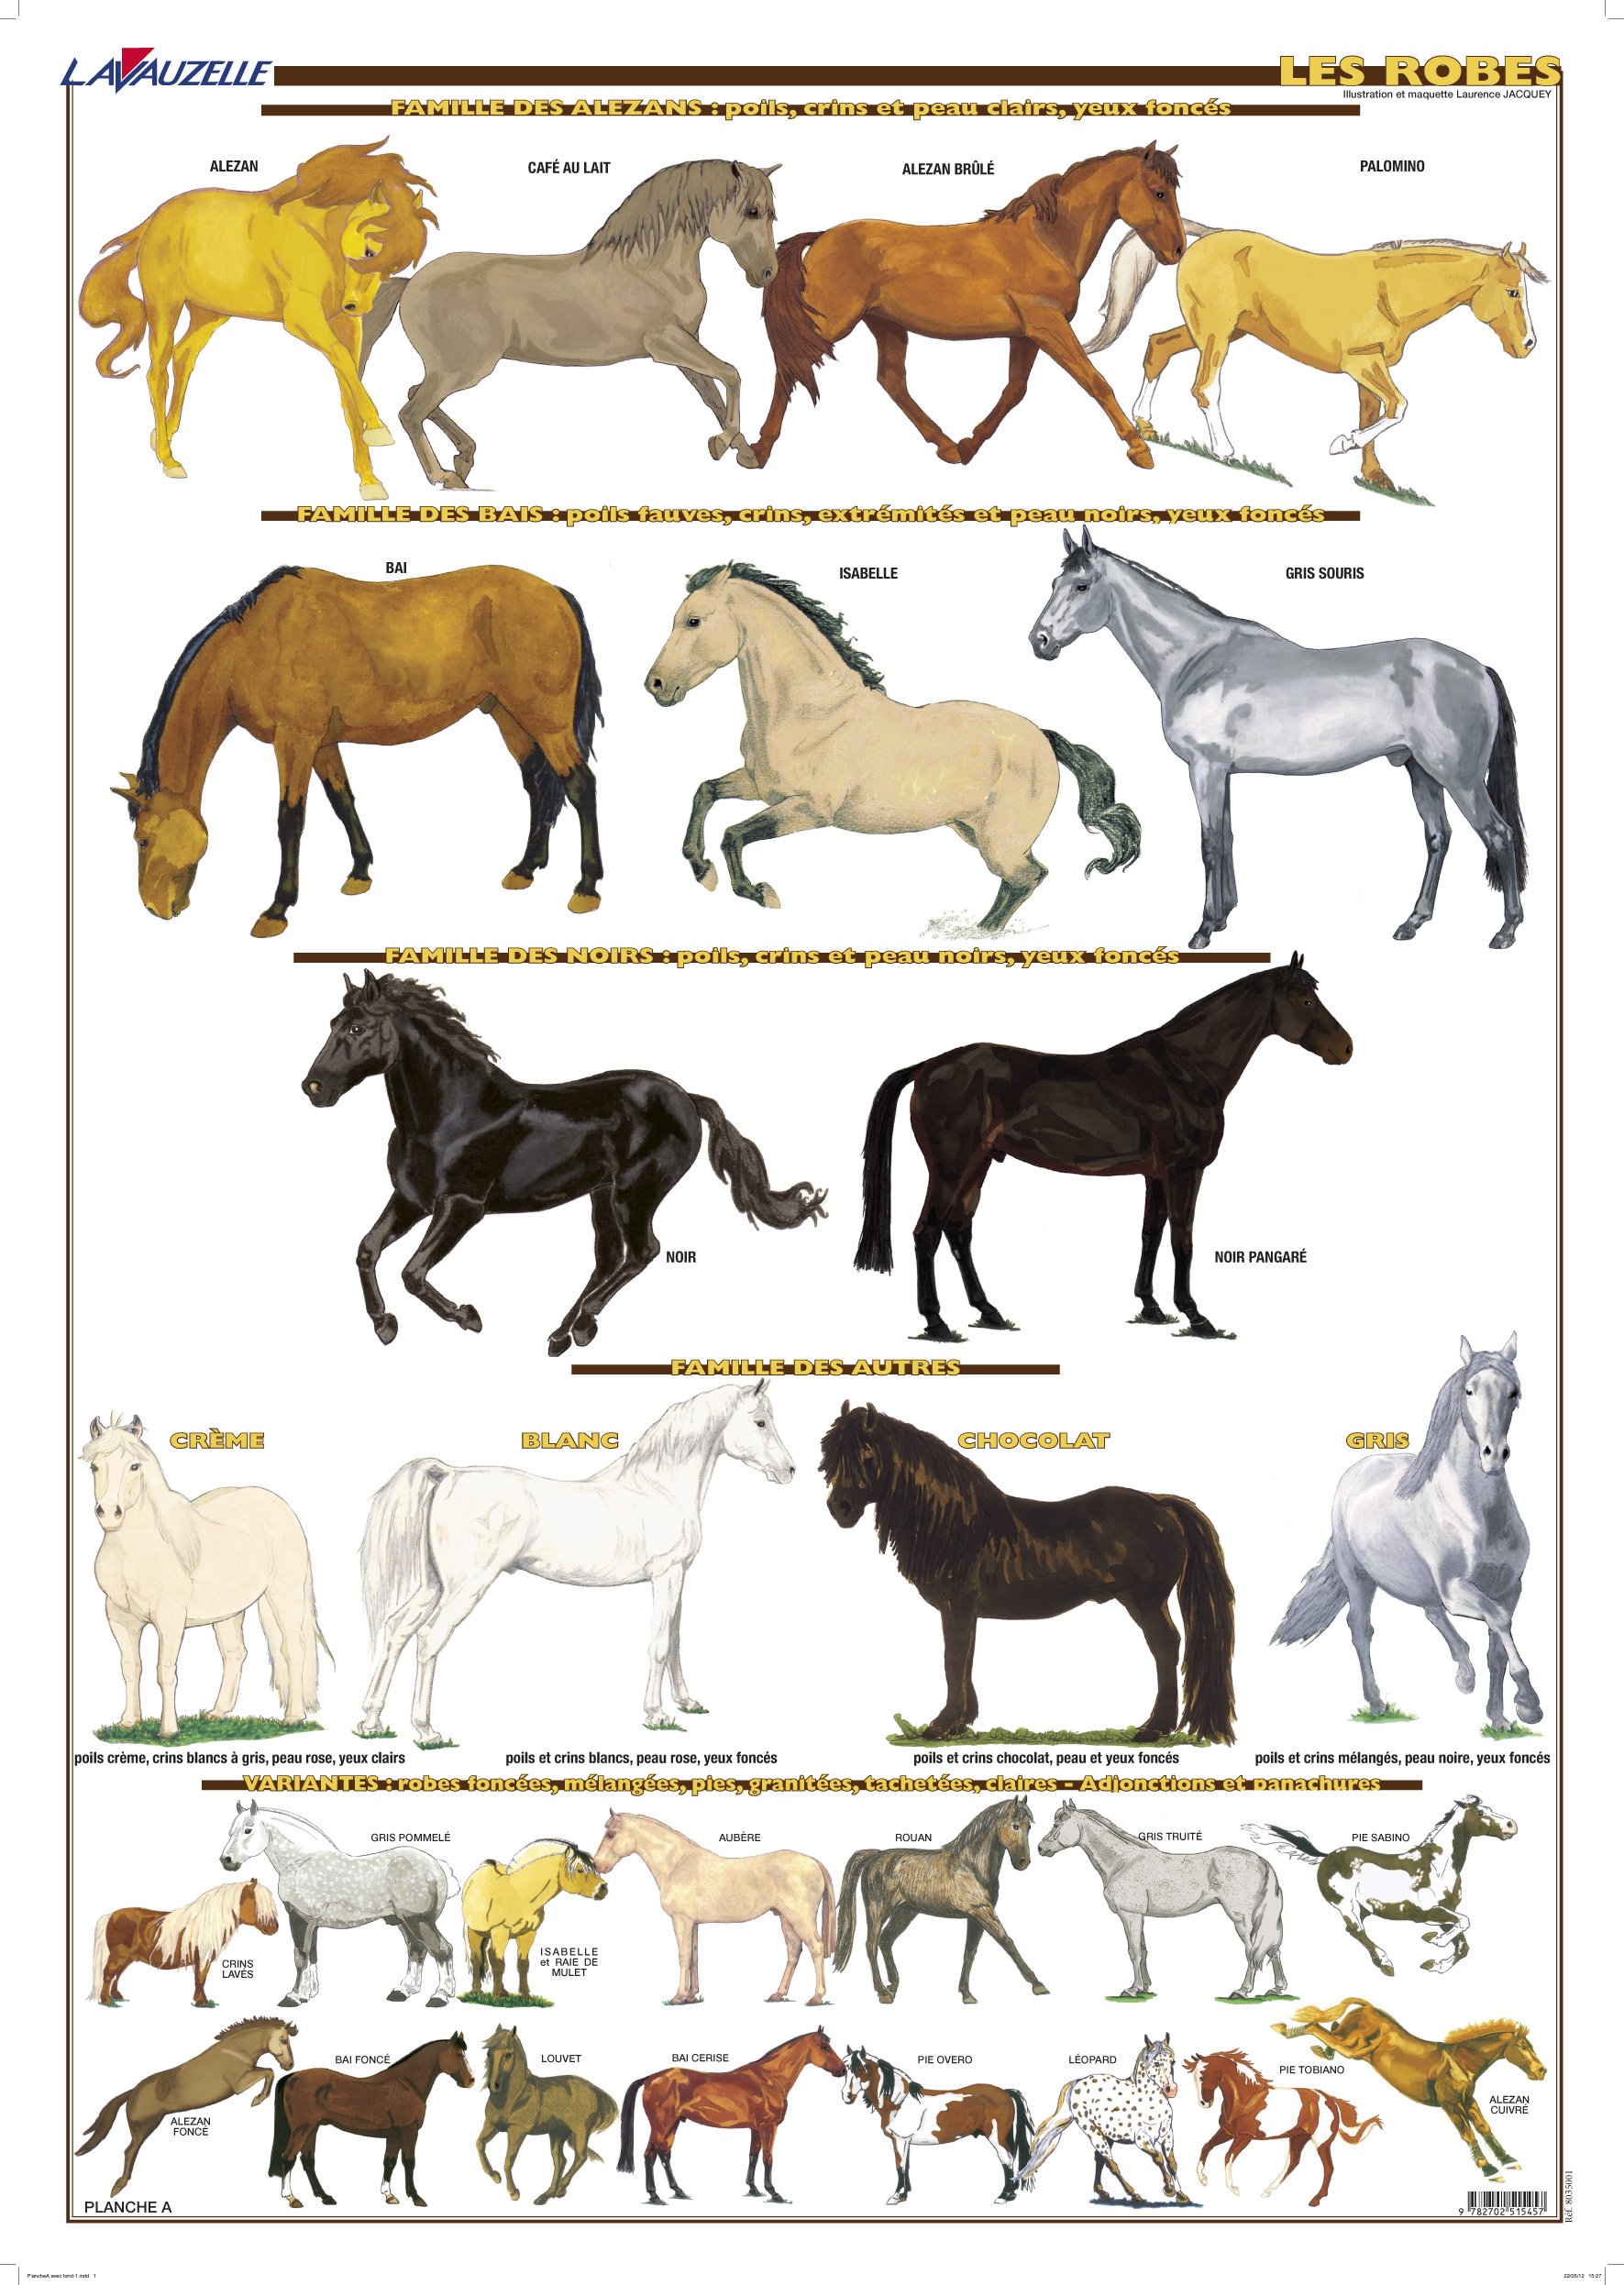 LAVAUZELLE
LES ROBES
Illustration et maquette Laurence JACQUEY
FAMILLE DES ALEZANS : poils, crins et peau clairs, yeux foncés
ALEZAN
CAFÉ AU LAIT
ALEZAN BRÛLÉ
PALOMINO
FAMILLE DES BAIS : poils fauves, crins, extrémités et peau noirs, yeux foncés
BAI
ISABELLE
GRIS SOURIS
FAMILLE DES NOIRS : poils, crins et peau noirs, yeux foncés
NOIR
NOIR PANGARÉ
FAMILLE DES AUTRES
CRÈME
BLANC
CHOCOLAT
GRIS
poils crème, crins blancs à gris, peau rose, yeux clairs
poils et crins blancs, peau rose, yeux foncés
poils et crins chocolat, peau et yeux foncés
poils et crins mélangés, peau noire, yeux foncés
VARIANTES : robes foncées, mélangées, pies, granitées, tachetées, claires - Adjonctions et panachures
GRIS POMMELÉ
AUBÈRE
ROUAN
GRIS TRUITÉ
PIE SABINO
CRINS
LAVÉS
ISABELLE
et RAIE DE
MULET
BAI FONCÉ
LOUVET
BAI CERISE
PIE OVERO
LÉOPARD
PIE TOBIANO
ALEZAN
FONCÉ
ALEZAN
CUIVRÉ
PLANCHE A
9 782702 515457
Réf. 8035001
PlancheA avec fond-1.indd 1
22/05/12 15:27